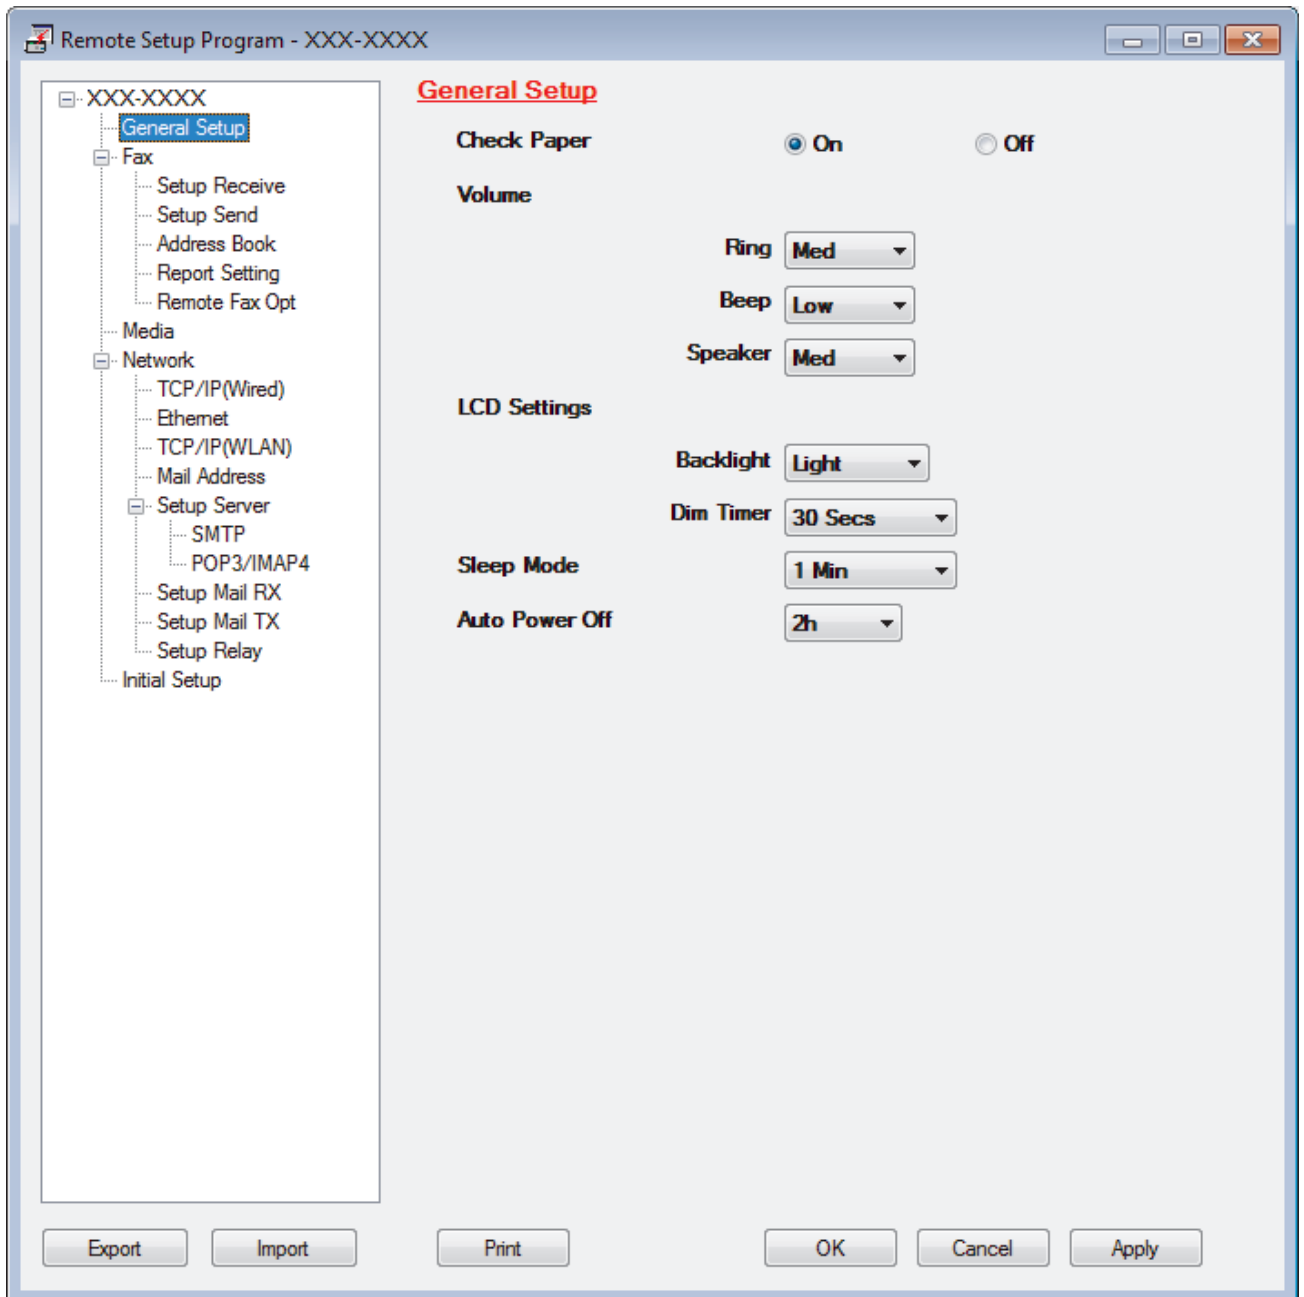 Remote Setup Program - XXX-XXXX
XXX-XXXX
General Setup
Fax
Setup Receive
Setup Send
Address Book
Report Setting
Remote Fax Opt
Media
Network
TCP/IP(Wired)
Ethernet
TCP/IP(WLAN)
Mail Address
Setup Server
SMTP
POP3/IMAP4
Setup Mail RX
Setup Mail TX
Setup Relay
Initial Setup
General Setup
Check Paper On Off
Volume
Ring Med
Beep Low
Speaker Med
LCD Settings
Backlight Light
Dim Timer 30 Secs
Sleep Mode 1 Min
Auto Power Off 2h
Export Import Print OK Cancel Apply